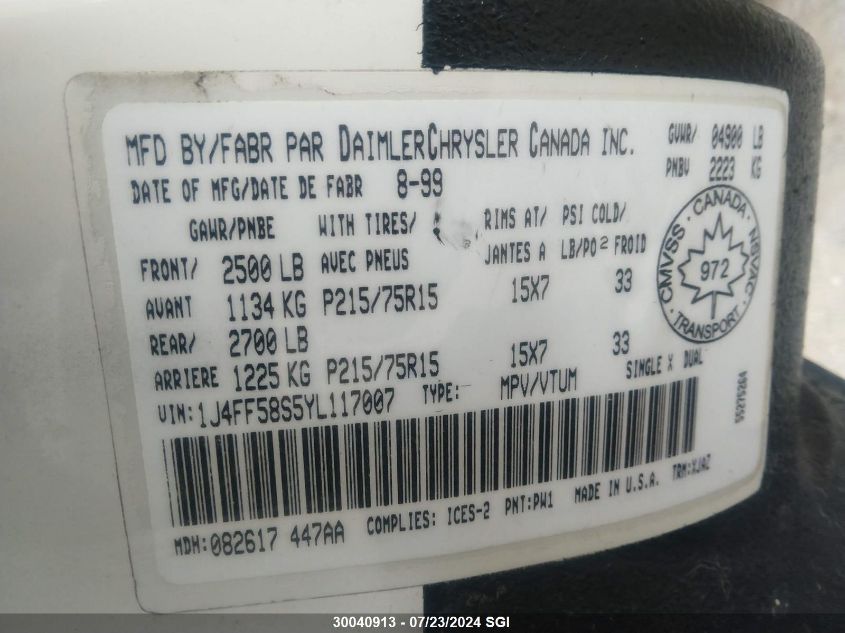 MFD BY/FABR PAR DAIMLERCHRYSLER CANADA INC.
GVWR/ 04900 LB
PNBV 2223 KG
DATE OF MFG/DATE DE FABR 8-99
GAWR/PNBE WITH TIRES/ RIMS AT/ PSI COLD/
FRONT/ 2500 LB AVEC PNEUS JANTES A LB/PO² FROID
AVANT 1134 KG P215/75R15 15X7 33
REAR/ 2700 LB
ARRIERE 1225 KG P215/75R15 15X7 33
SINGLE X DUAL
VIN:1J4FF58S5YL117007 TYPE: MPV/VTUM
CMVSS · CANADA · NSVAC · TRANSPORT ·
972
55275264
MDH:082617 447AA COMPLIES: ICES-2 PNT:PW1 MADE IN U.S.A. TRM:XJAZ
30040913 - 07/23/2024 SGI